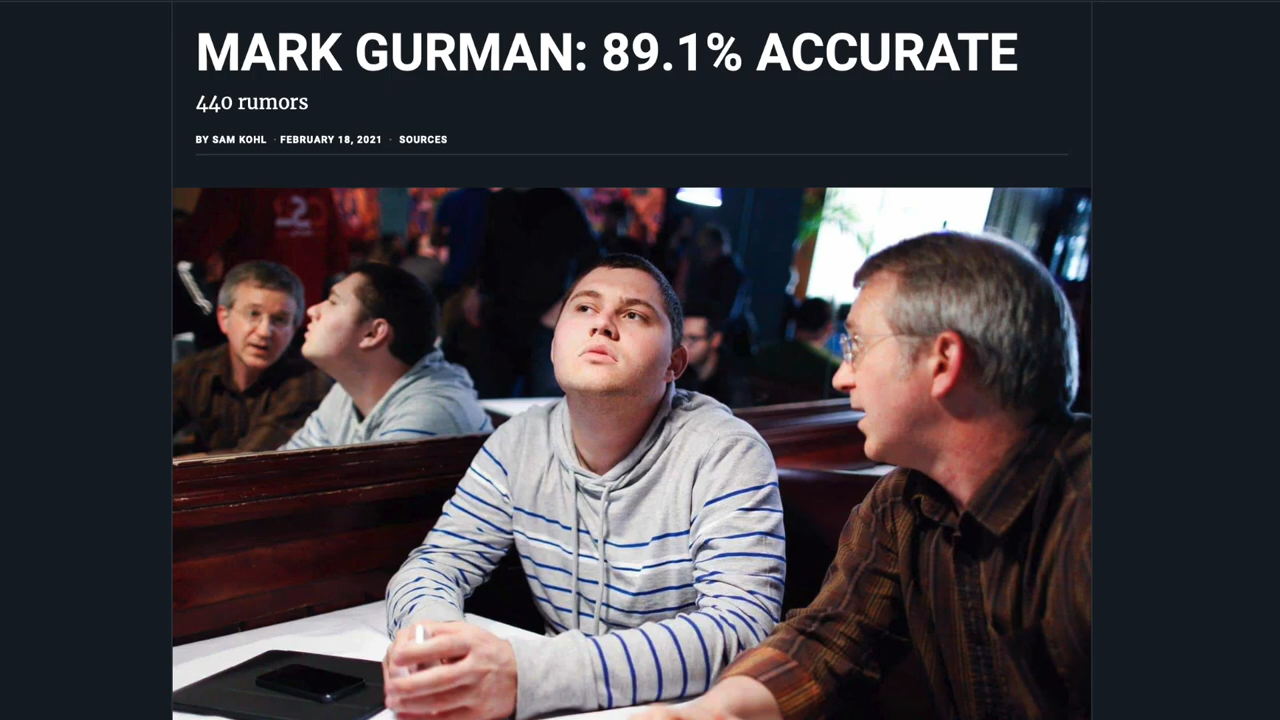 MARK GURMAN: 89.1% ACCURATE
440 rumors
BY SAM KOHL · FEBRUARY 18, 2021 · SOURCES